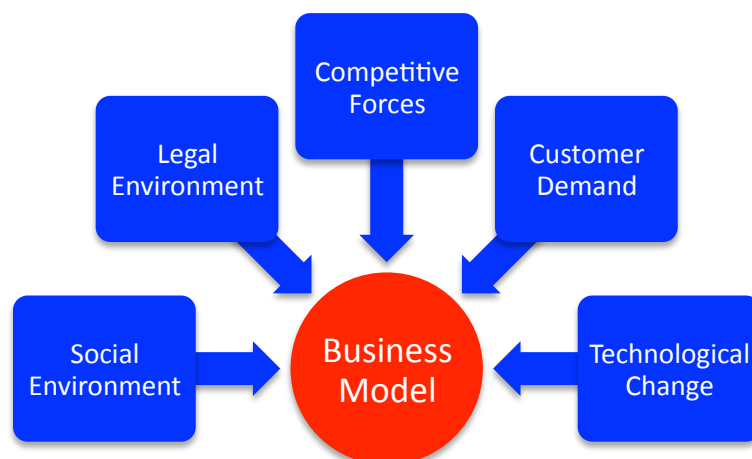 Competitive
Forces
Legal
Environment
Customer
Demand
Social
Environment
Business
Model
Technological
Change